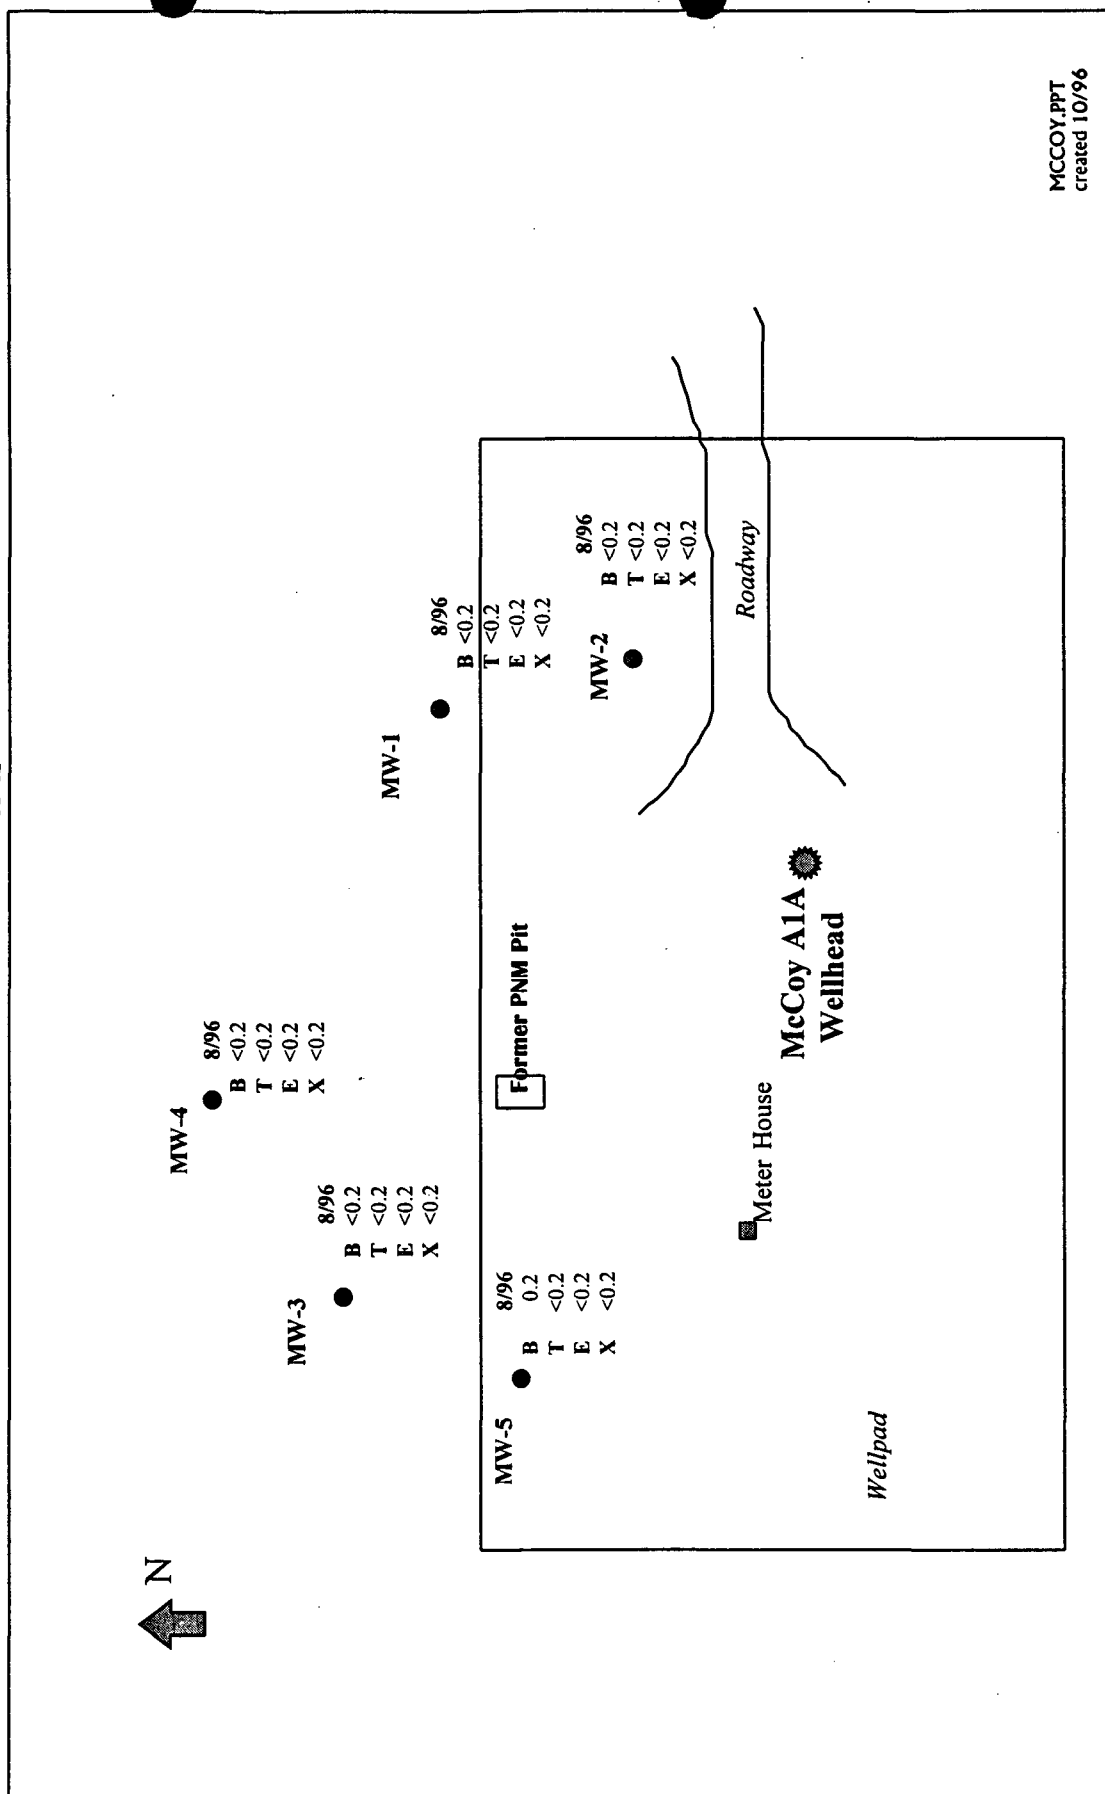 N
MW-4
8/96
B <0.2
T <0.2
E <0.2
X <0.2
MW-3
8/96
B <0.2
T <0.2
E <0.2
X <0.2
MW-1
8/96
B <0.2
T <0.2
E <0.2
X <0.2
MW-5
8/96
B 0.2
T <0.2
E <0.2
X <0.2
Former PNM Pit
MW-2
8/96
B <0.2
T <0.2
E <0.2
X <0.2
Roadway
Meter House
McCoy A1A
Wellhead
Wellpad
MCCOY.PPT
created 10/96